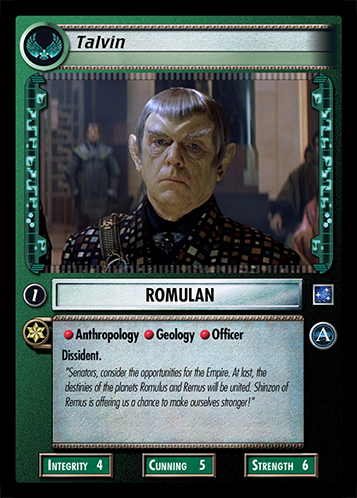 Talvin
1
ROMULAN
A
Anthropology Geology Officer
Dissident.
"Senators, consider the opportunities for the Empire. At last, the
destinies of the planets Romulus and Remus will be united. Shinzon of
Remus is offering us a chance to make ourselves stronger!"
INTEGRITY 4 CUNNING 5 STRENGTH 6